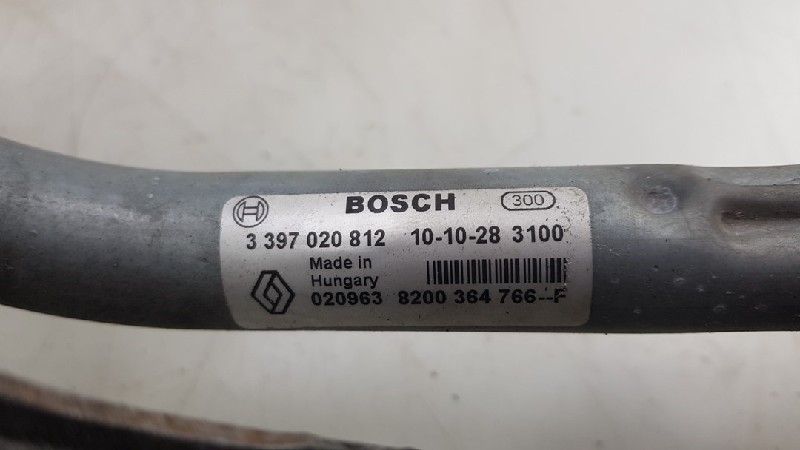 BOSCH 300
3 397 020 812 10-10-28 3100
Made in
Hungary
020963 8200 364 766--F